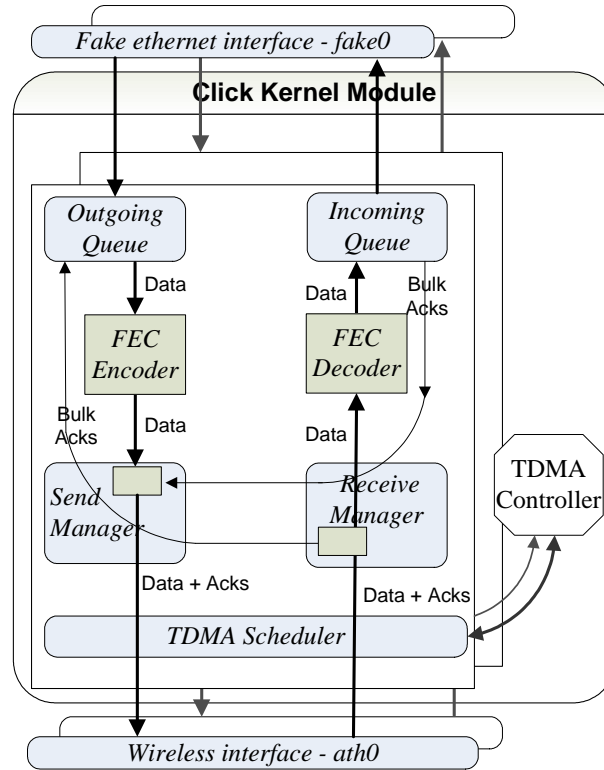 Fake ethernet interface - fake0
Click Kernel Module
Outgoing
Queue
Incoming
Queue
Data
Data
Bulk
Acks
FEC
Encoder
FEC
Decoder
Bulk
Acks
Data
Data
Send
Manager
Receive
Manager
TDMA
Controller
Data + Acks
Data + Acks
TDMA Scheduler
Wireless interface - ath0